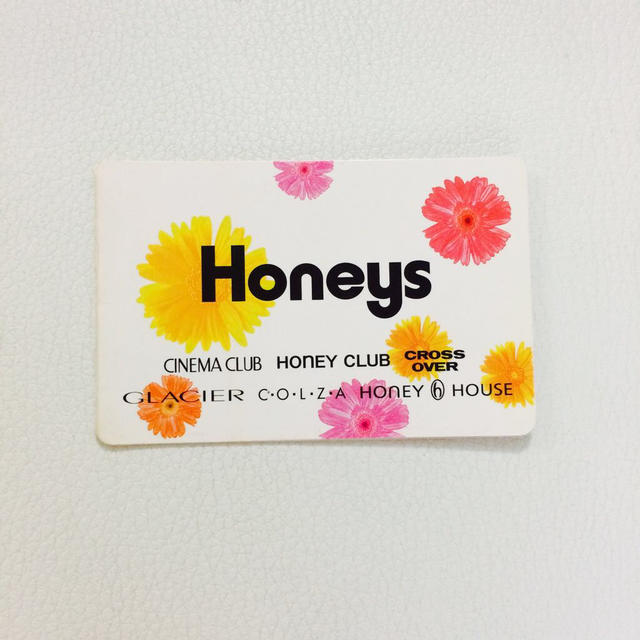 Honeys
CINEMA CLUB HONEY CLUB CROSS OVER
GLACIER C·O·L·Z·A HONEY h HOUSE